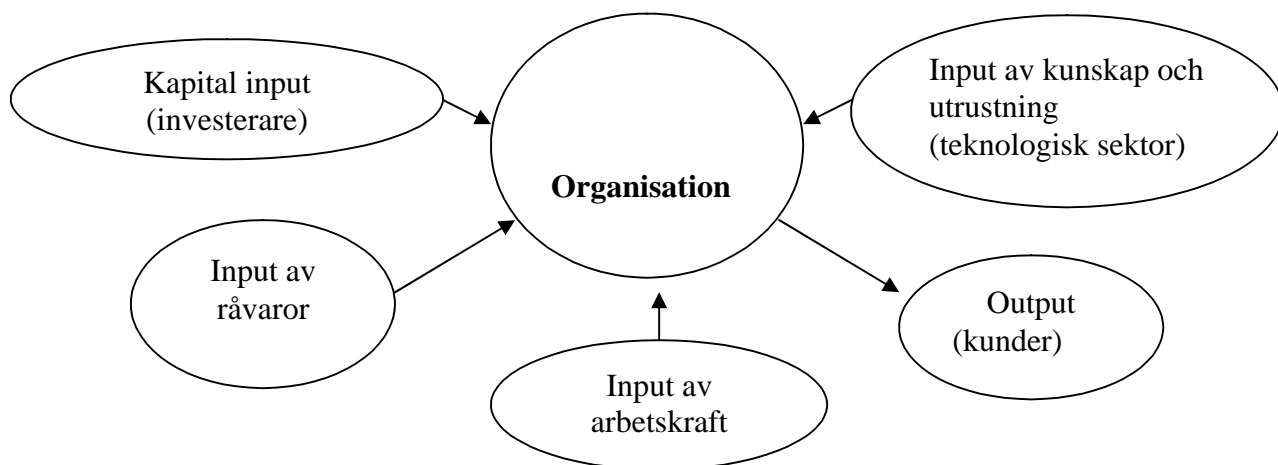 Kapital input
(investerare)
Input av kunskap och
utrustning
(teknologisk sektor)
Organisation
Input av
råvaror
Output
(kunder)
Input av
arbetskraft